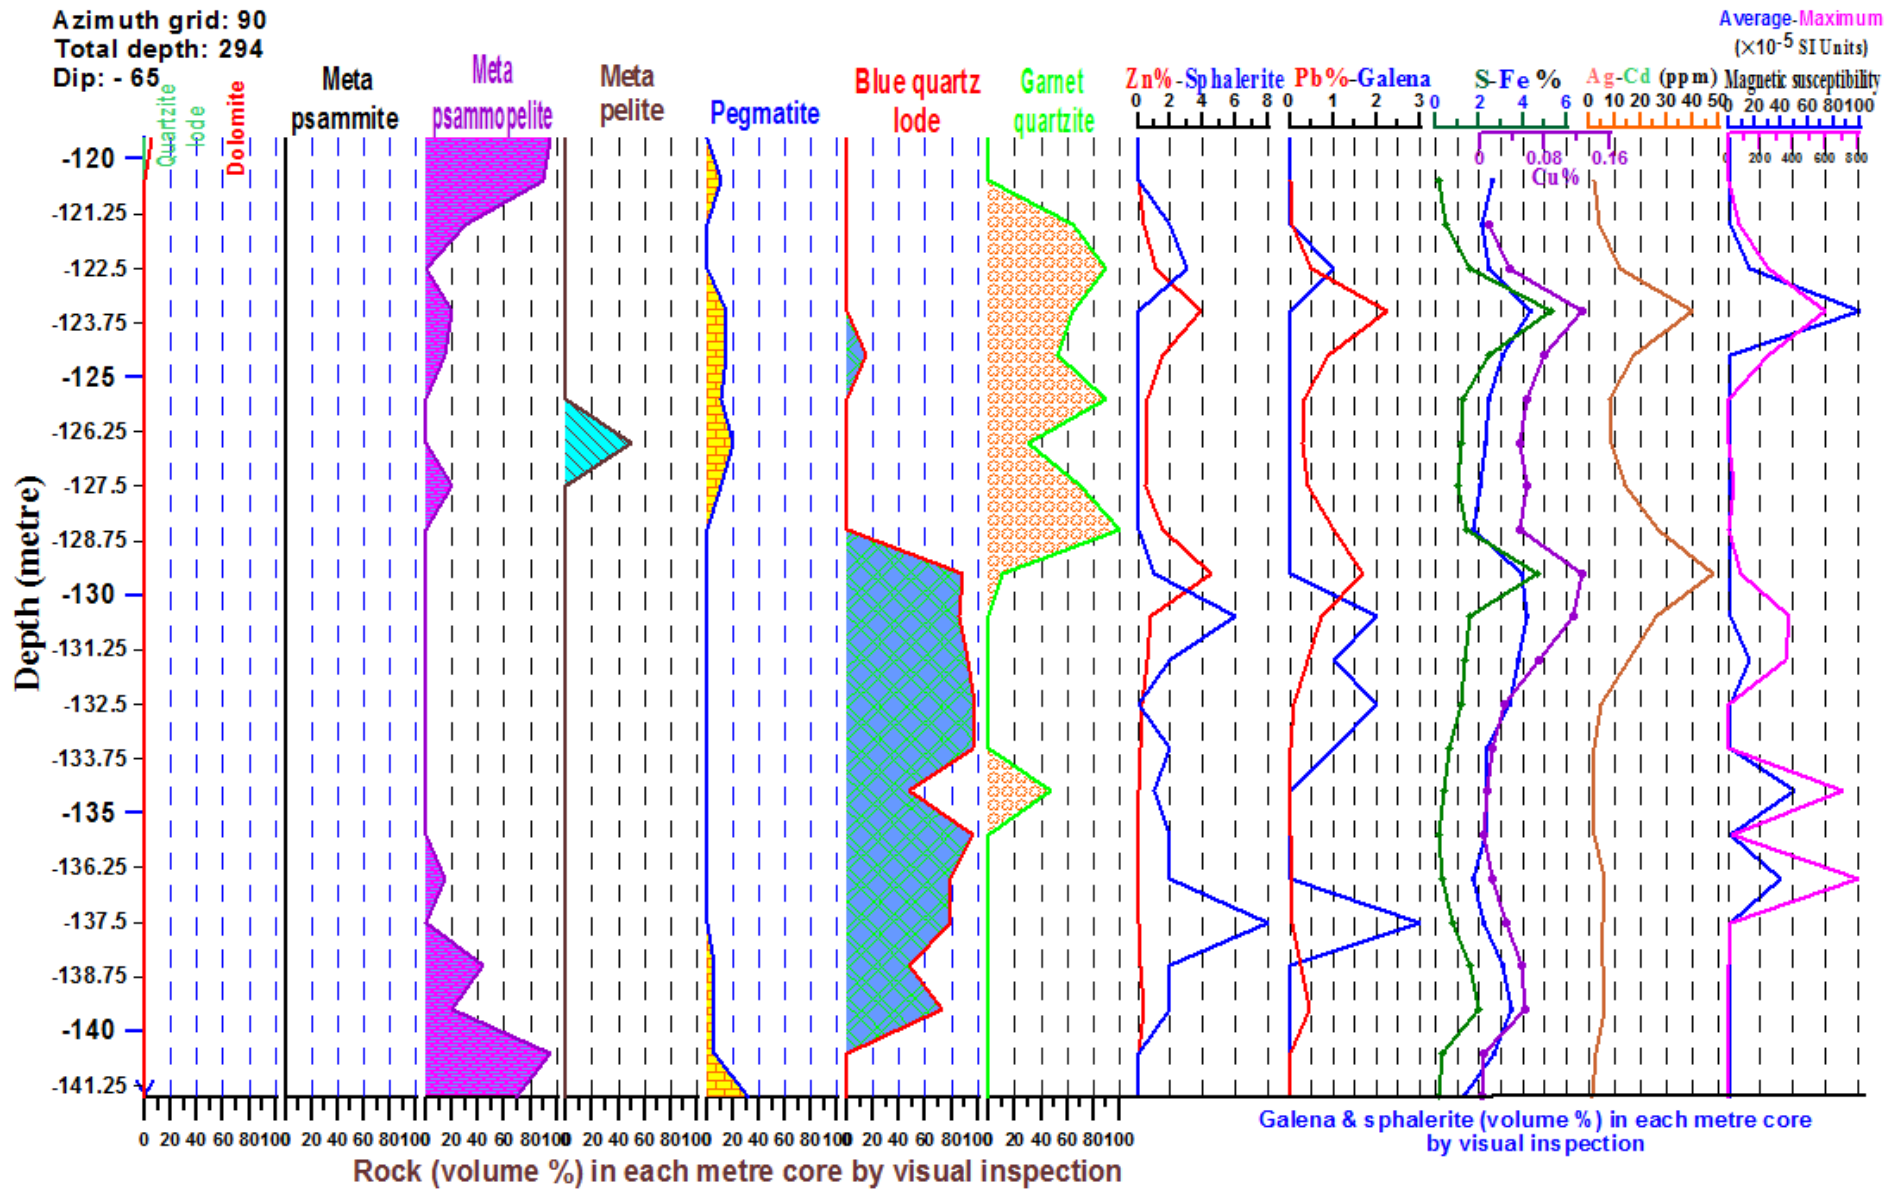 Azimuth grid: 90
Total depth: 294
Dip: - 65
Quartzite
lode
Dolomite
Meta
psammite
Meta
psammopelite
Meta
pelite
Pegmatite
Blue quartz
lode
Garnet
quartzite
Zn%-Sphalerite
0 2 4 6 8
Pb%-Galena
0 1 2 3
S-Fe %
0 2 4 6
0 0.08 0.16
Cu%
Ag-Cd (ppm)
0 10 20 30 40 50
Average-Maximum
(×10-5 SI Units)
Magnetic susceptibility
0 20 40 60 80 100
200 400 600 800
Depth (metre)
-120
-121.25
-122.5
-123.75
-125
-126.25
-127.5
-128.75
-130
-131.25
-132.5
-133.75
-135
-136.25
-137.5
-138.75
-140
-141.25
0 20 40 60 80 100
0 20 40 60 80 100
0 20 40 60 80 100
0 20 40 60 80 100
0 20 40 60 80 100
0 20 40 60 80 100
20 40 60 80 100
Rock (volume %) in each metre core by visual inspection
Galena & sphalerite (volume %) in each metre core
by visual inspection